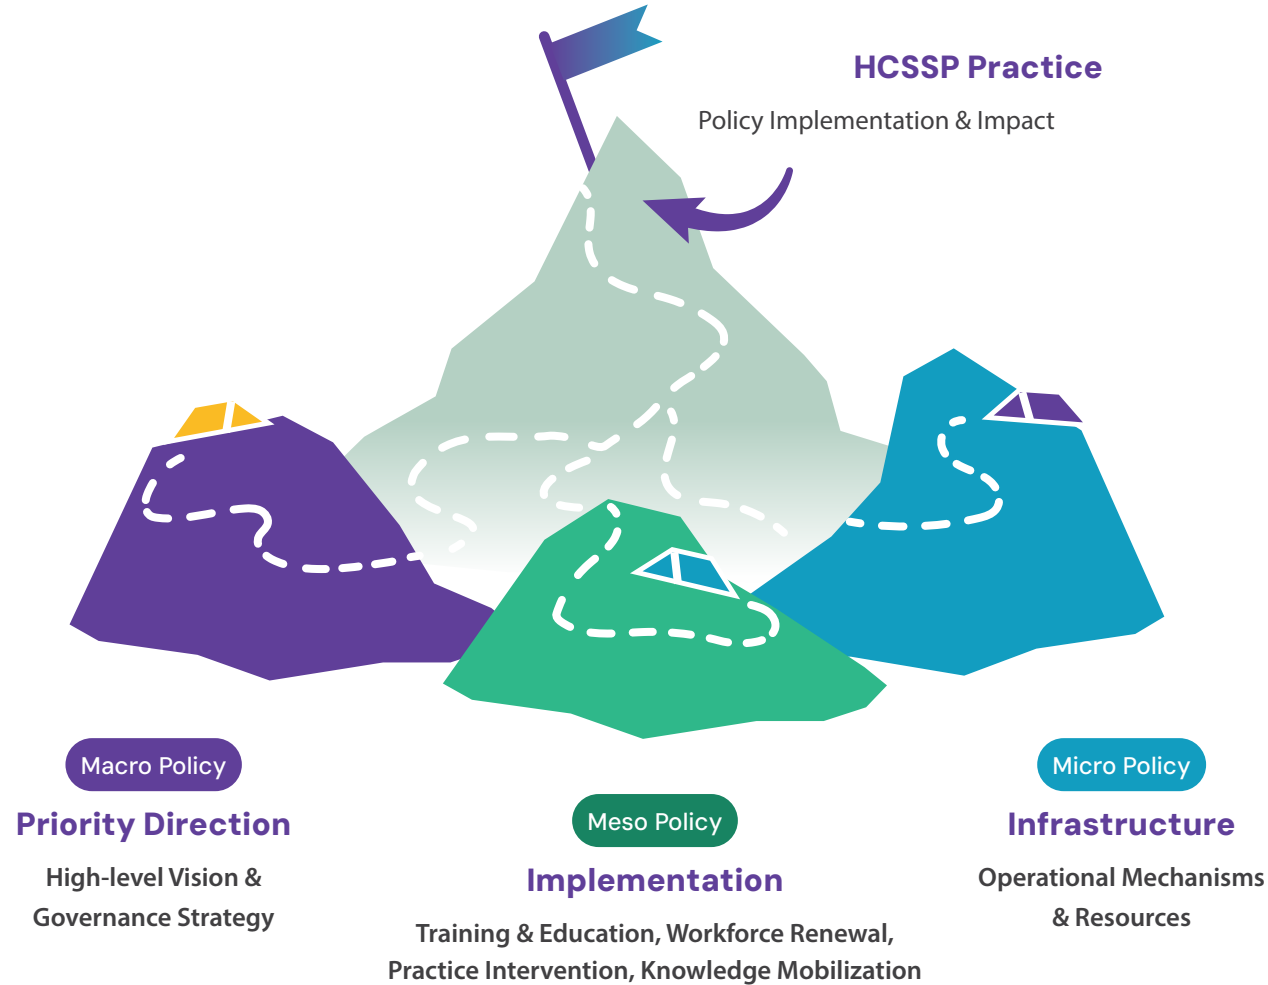 HCSSP Practice
Policy Implementation & Impact
Macro Policy
Priority Direction
High-level Vision &
Governance Strategy
Meso Policy
Implementation
Training & Education, Workforce Renewal,
Practice Intervention, Knowledge Mobilization
Micro Policy
Infrastructure
Operational Mechanisms
& Resources